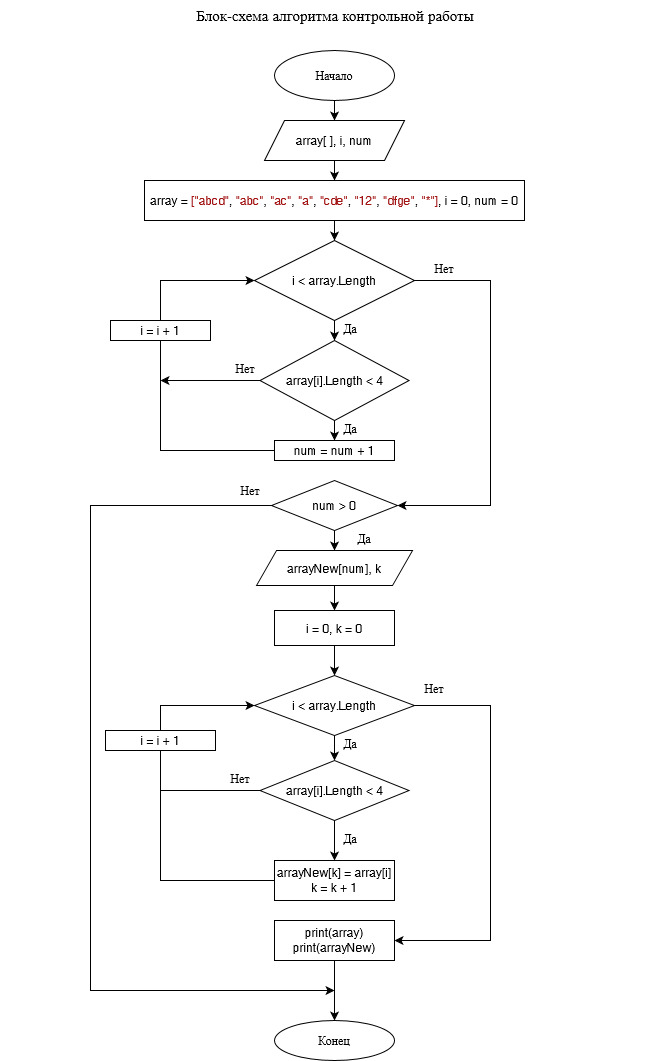 Блок-схема алгоритма контрольной работы
Начало
array[ ], i, num
array = ["abcd", "abc", "ac", "a", "cde", "12", "dfge", "*"], i = 0, num = 0
i < array.Length
Нет
Да
i = i + 1
Нет
array[i].Length < 4
Да
num = num + 1
Нет
num > 0
Да
arrayNew[num], k
i = 0, k = 0
i < array.Length
Нет
Да
i = i + 1
Нет
array[i].Length < 4
Да
arrayNew[k] = array[i]
k = k + 1
print(array)
print(arrayNew)
Конец